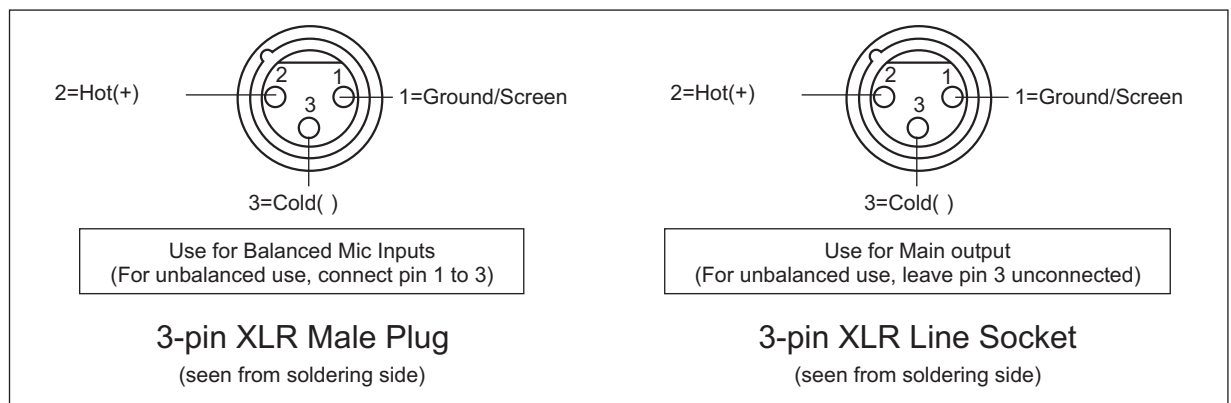 2
1
3
2=Hot(+)
1=Ground/Screen
3=Cold( )
Use for Balanced Mic Inputs
(For unbalanced use, connect pin 1 to 3)
3-pin XLR Male Plug
(seen from soldering side)
2
1
3
2=Hot(+)
1=Ground/Screen
3=Cold( )
Use for Main output
(For unbalanced use, leave pin 3 unconnected)
3-pin XLR Line Socket
(seen from soldering side)